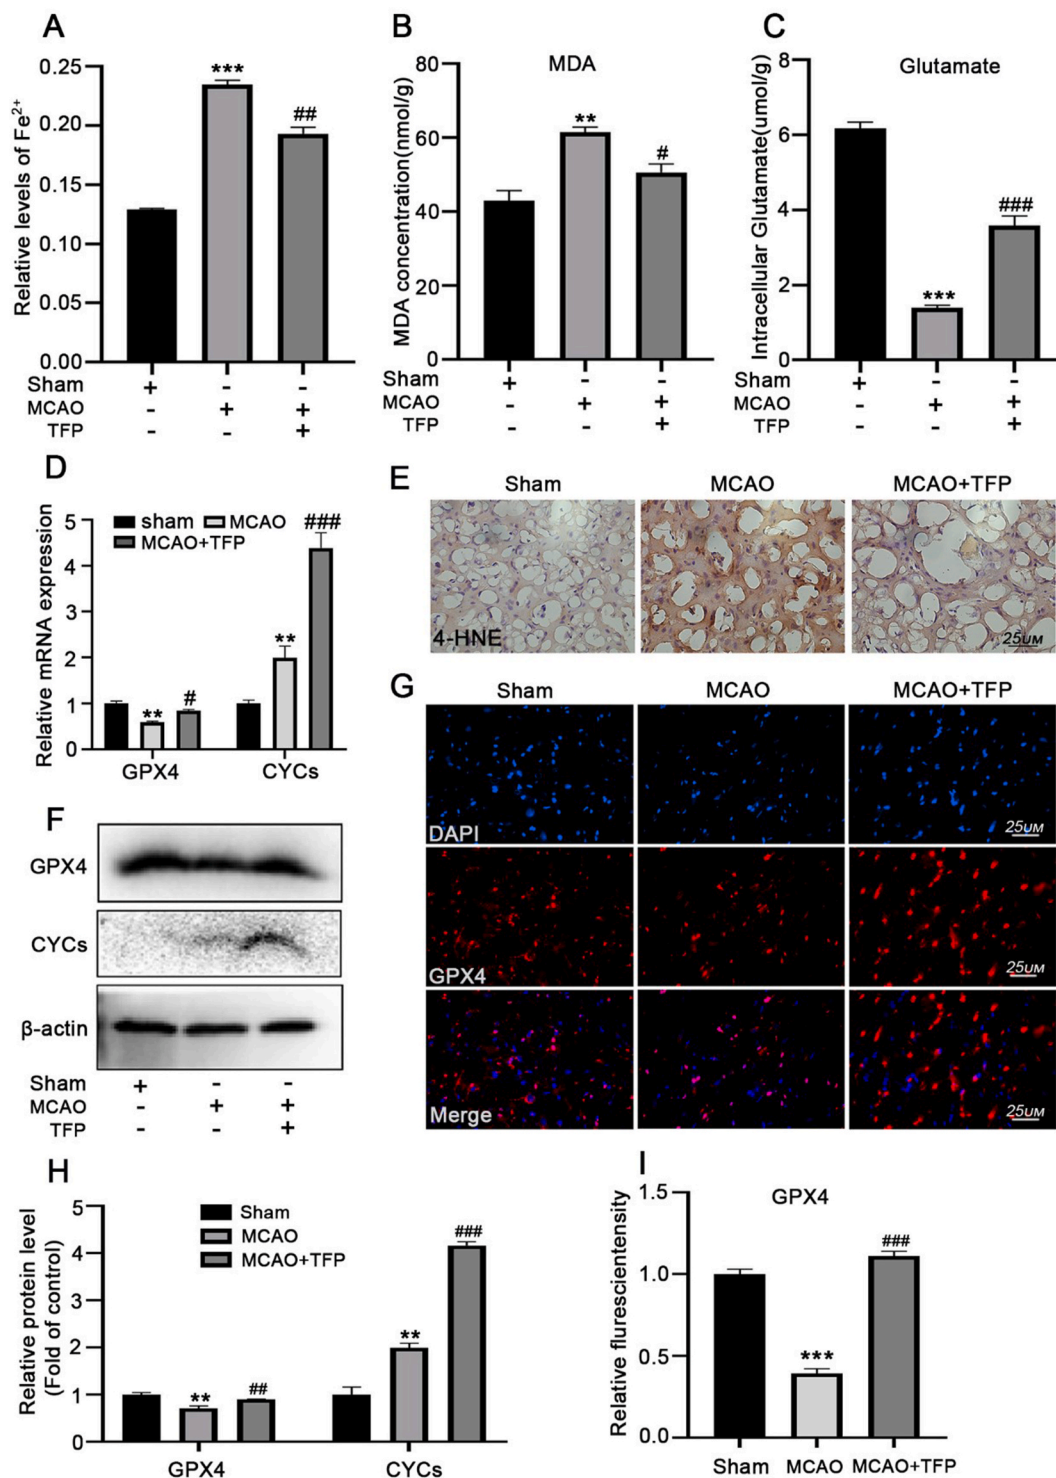 A
Relative levels of Fe2+
0.25
***
0.20
##
0.15
0.10
0.05
0.00
Sham + - -
MCAO - + +
TFP - - +
B
MDA
MDA concentration(nmol/g)
80
**
60
#
40
20
0
Sham + - -
MCAO - + +
TFP - - +
C
Glutamate
Intracellular Glutamate(umol/g)
8
6
###
4
***
2
0
Sham + - -
MCAO - + +
TFP - - +
D
Relative mRNA expression
sham MCAO
MCAO+TFP
###
5
4
3
**
2
#
1
**
0
GPX4 CYCs
E
Sham MCAO MCAO+TFP
4-HNE
25UM
F
GPX4
CYCs
β-actin
Sham + - -
MCAO - + +
TFP - - +
G
Sham MCAO MCAO+TFP
DAPI
25UM
GPX4
25UM
Merge
25UM
H
Relative protein level
(Fold of control)
Sham
MCAO
MCAO+TFP
5
###
4
3
**
2
** ##
1
0
GPX4 CYCs
I
GPX4
Relative flurescientensity
1.5
###
1.0
***
0.5
0.0
Sham MCAO MCAO+TFP